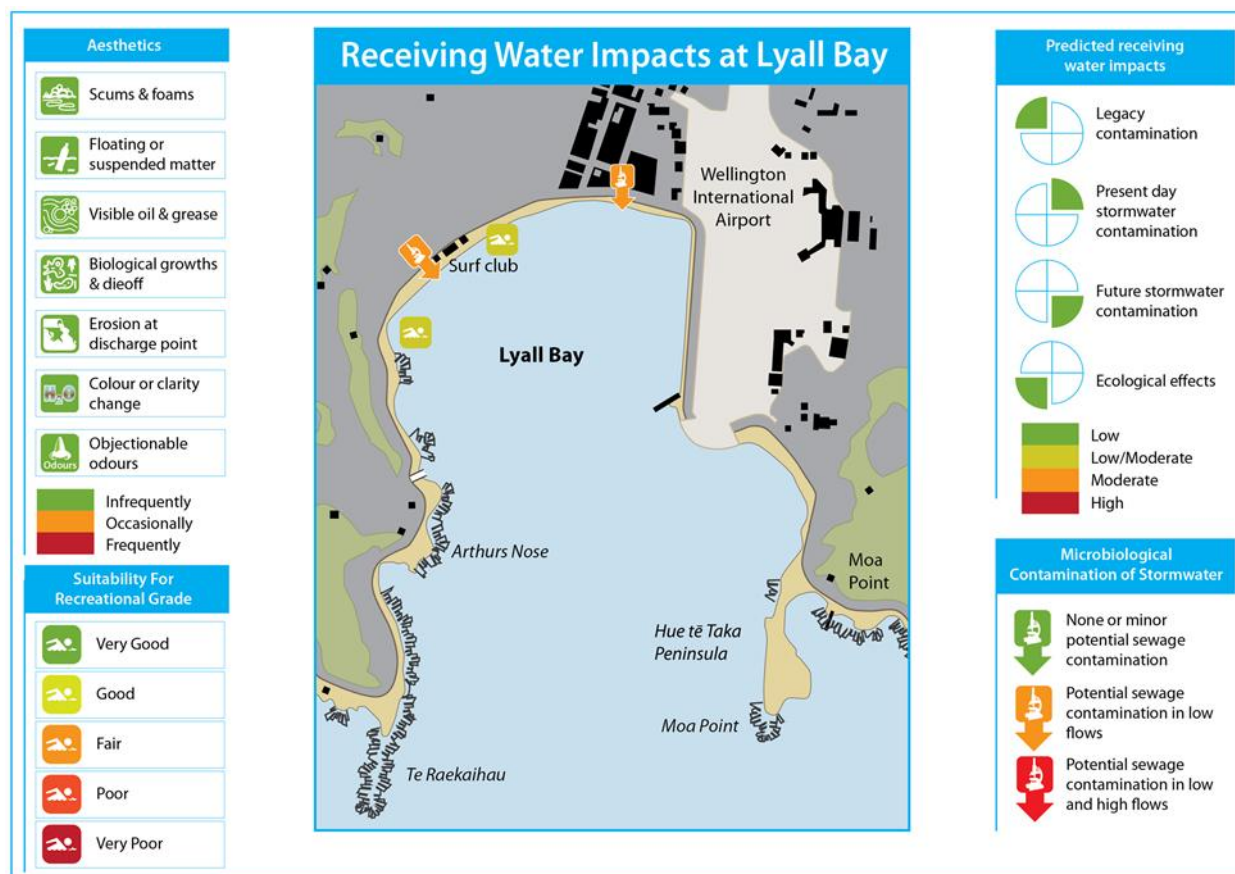 Aesthetics
Scums & foams
Floating or
suspended matter
Visible oil & grease
Biological growths
& dieoff
Erosion at
discharge point
H₂O
Colour or clarity
change
Odours
Objectionable
odours
Infrequently
Occasionally
Frequently
Suitability For
Recreational Grade
Very Good
Good
Fair
Poor
Very Poor
Receiving Water Impacts at Lyall Bay
Wellington
International
Airport
Surf club
Lyall Bay
Arthurs Nose
Moa
Point
Hue tē Taka
Peninsula
Moa Point
Te Raekaihau
Predicted receiving
water impacts
Legacy
contamination
Present day
stormwater
contamination
Future stormwater
contamination
Ecological effects
Low
Low/Moderate
Moderate
High
Microbiological
Contamination of Stormwater
None or minor
potential sewage
contamination
Potential sewage
contamination in low
flows
Potential sewage
contamination in low
and high flows